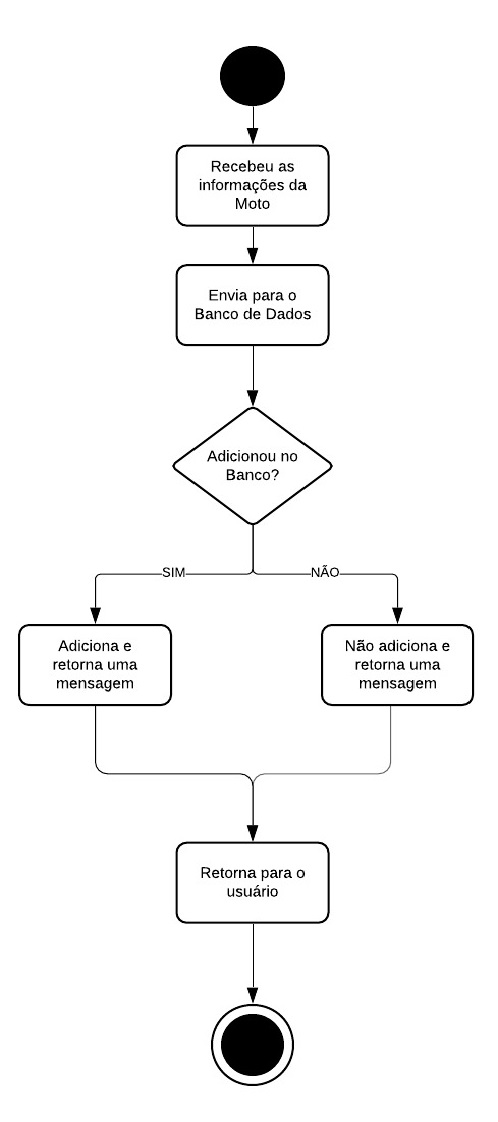 Recebeu as
informações da
Moto
Envia para o
Banco de Dados
Adicionou no
Banco?
SIM
NÃO
Adiciona e
retorna uma
mensagem
Não adiciona e
retorna uma
mensagem
Retorna para o
usuário